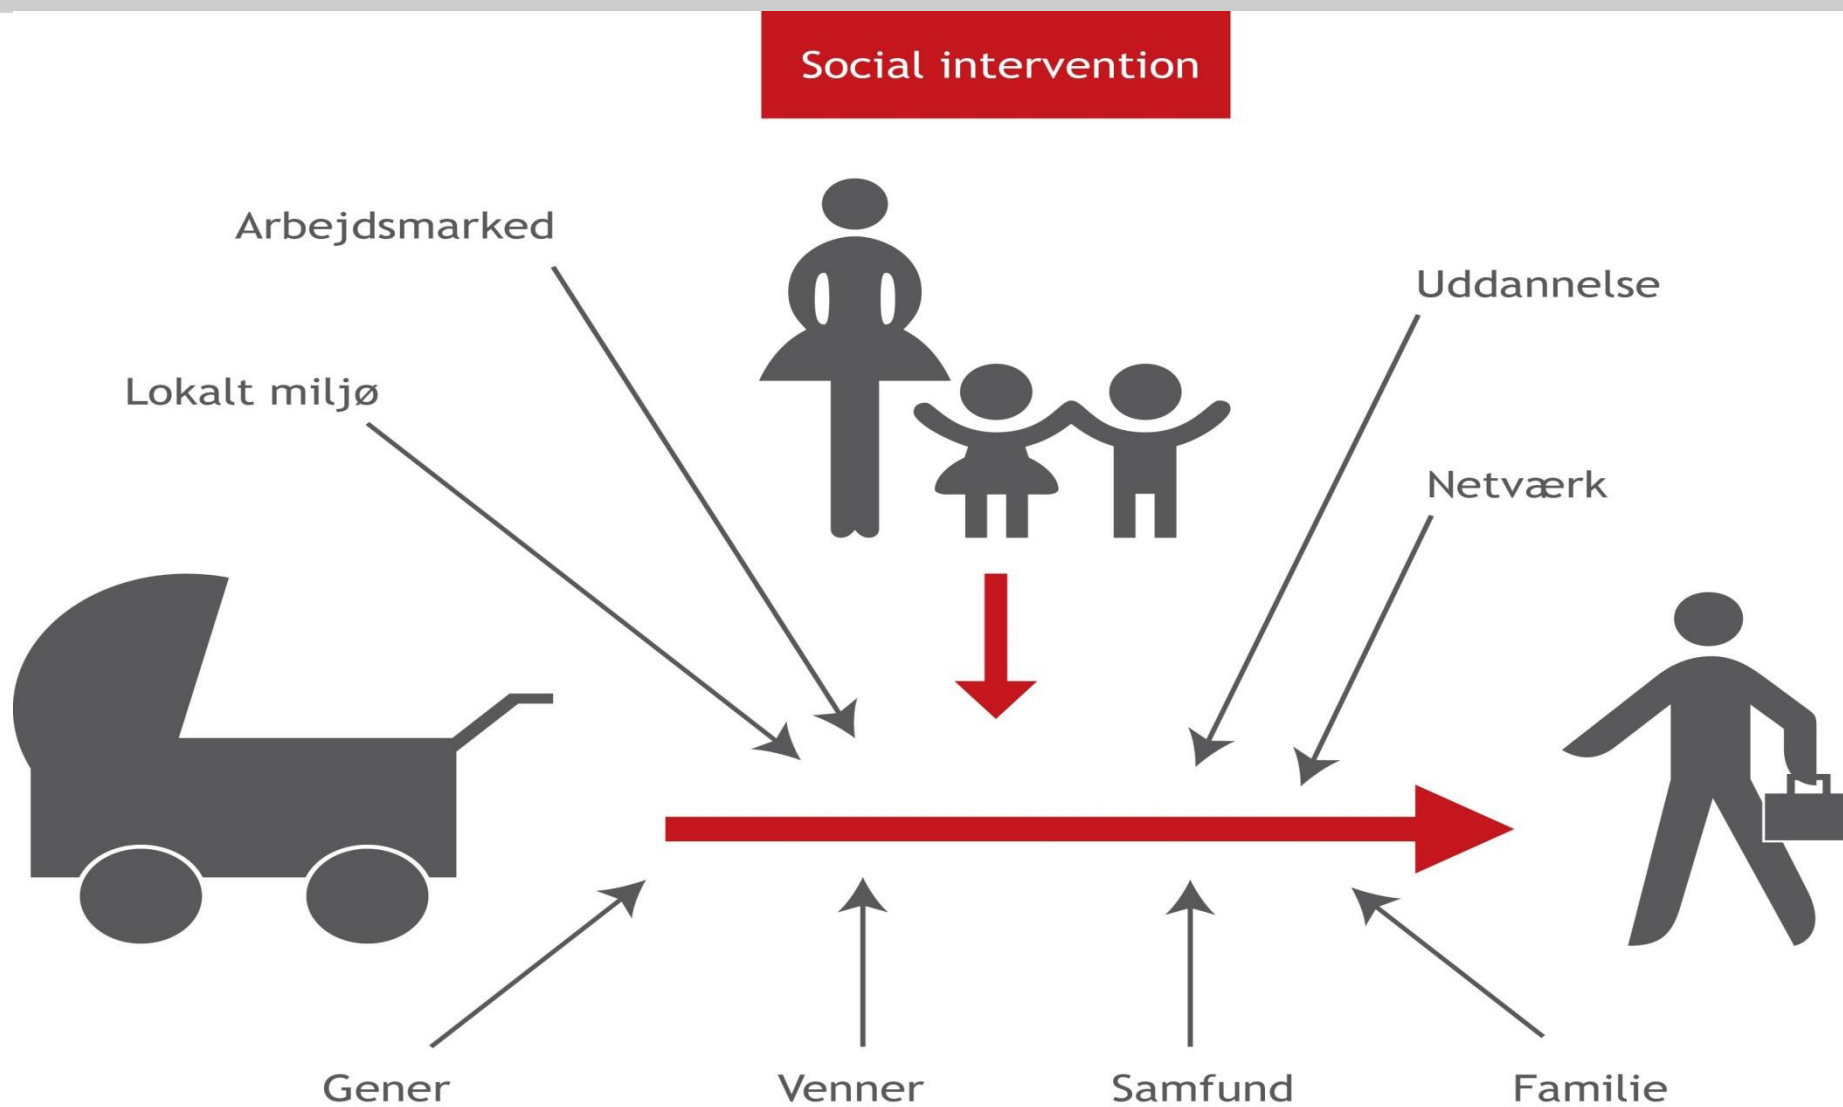 Social intervention
Arbejdsmarked
Uddannelse
Lokalt miljø
Netværk
Gener
Venner
Samfund
Familie